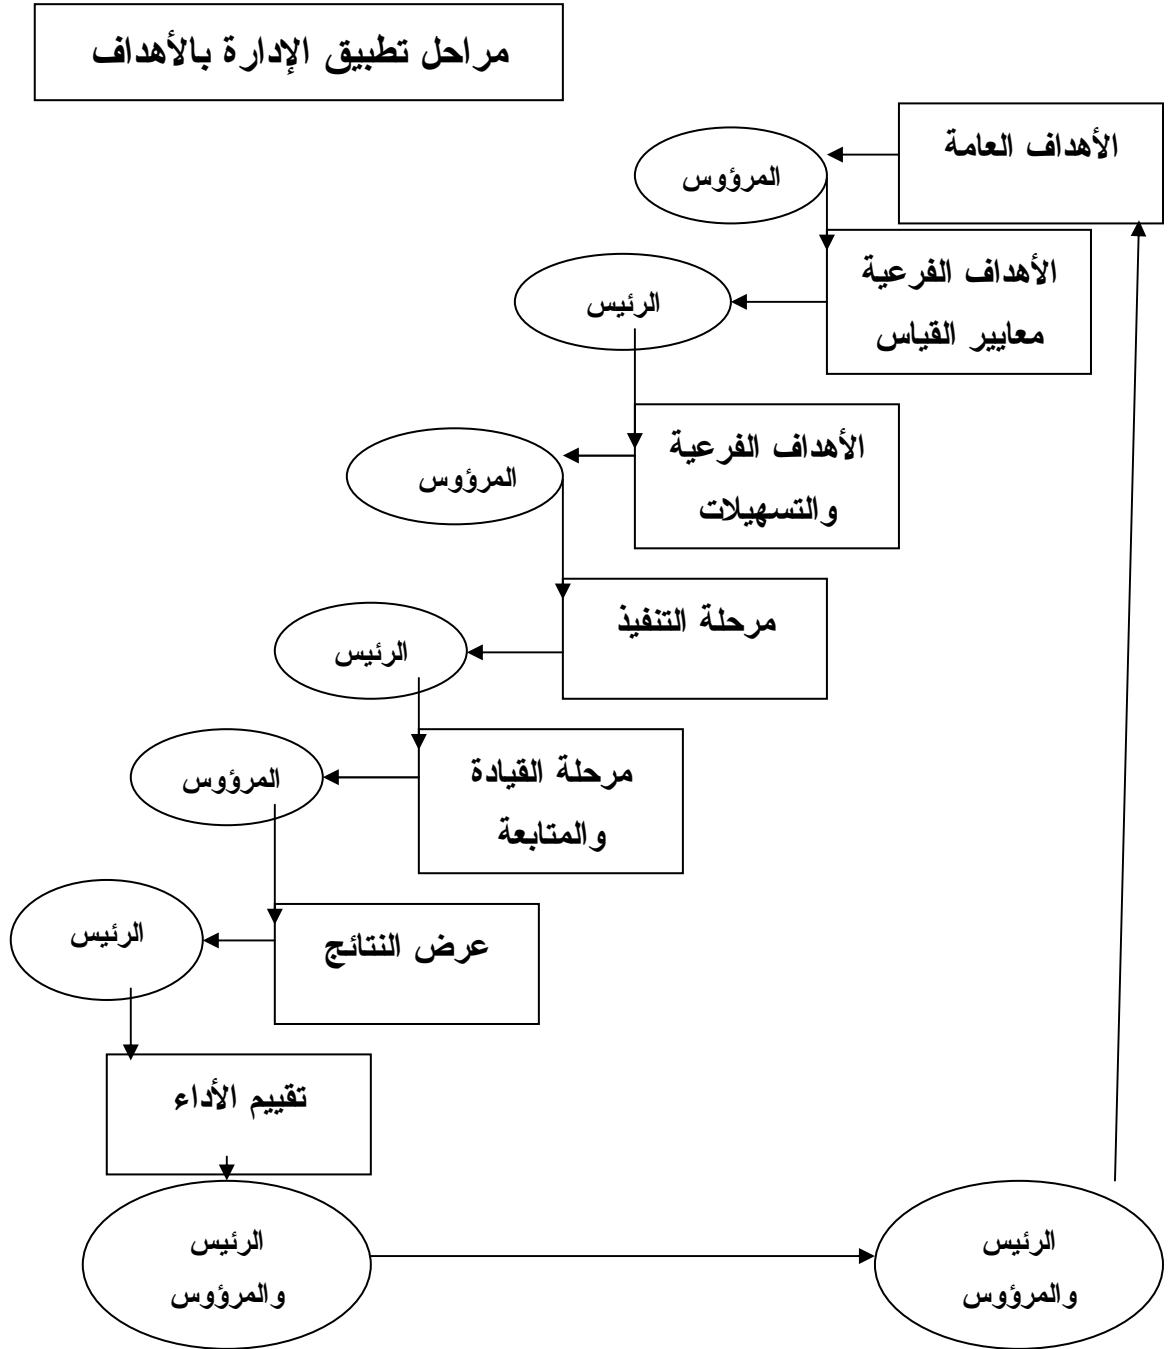 مراحل تطبيق الإدارة بالأهداف
الأهداف العامة
المرؤوس
الأهداف الفرعية
معايير القياس
الرئيس
الأهداف الفرعية
والتسهيلات
المرؤوس
مرحلة التنفيذ
الرئيس
مرحلة القيادة
والمتابعة
المرؤوس
عرض النتائج
الرئيس
تقييم الأداء
الرئيس
والمرؤوس
الرئيس
والمرؤوس